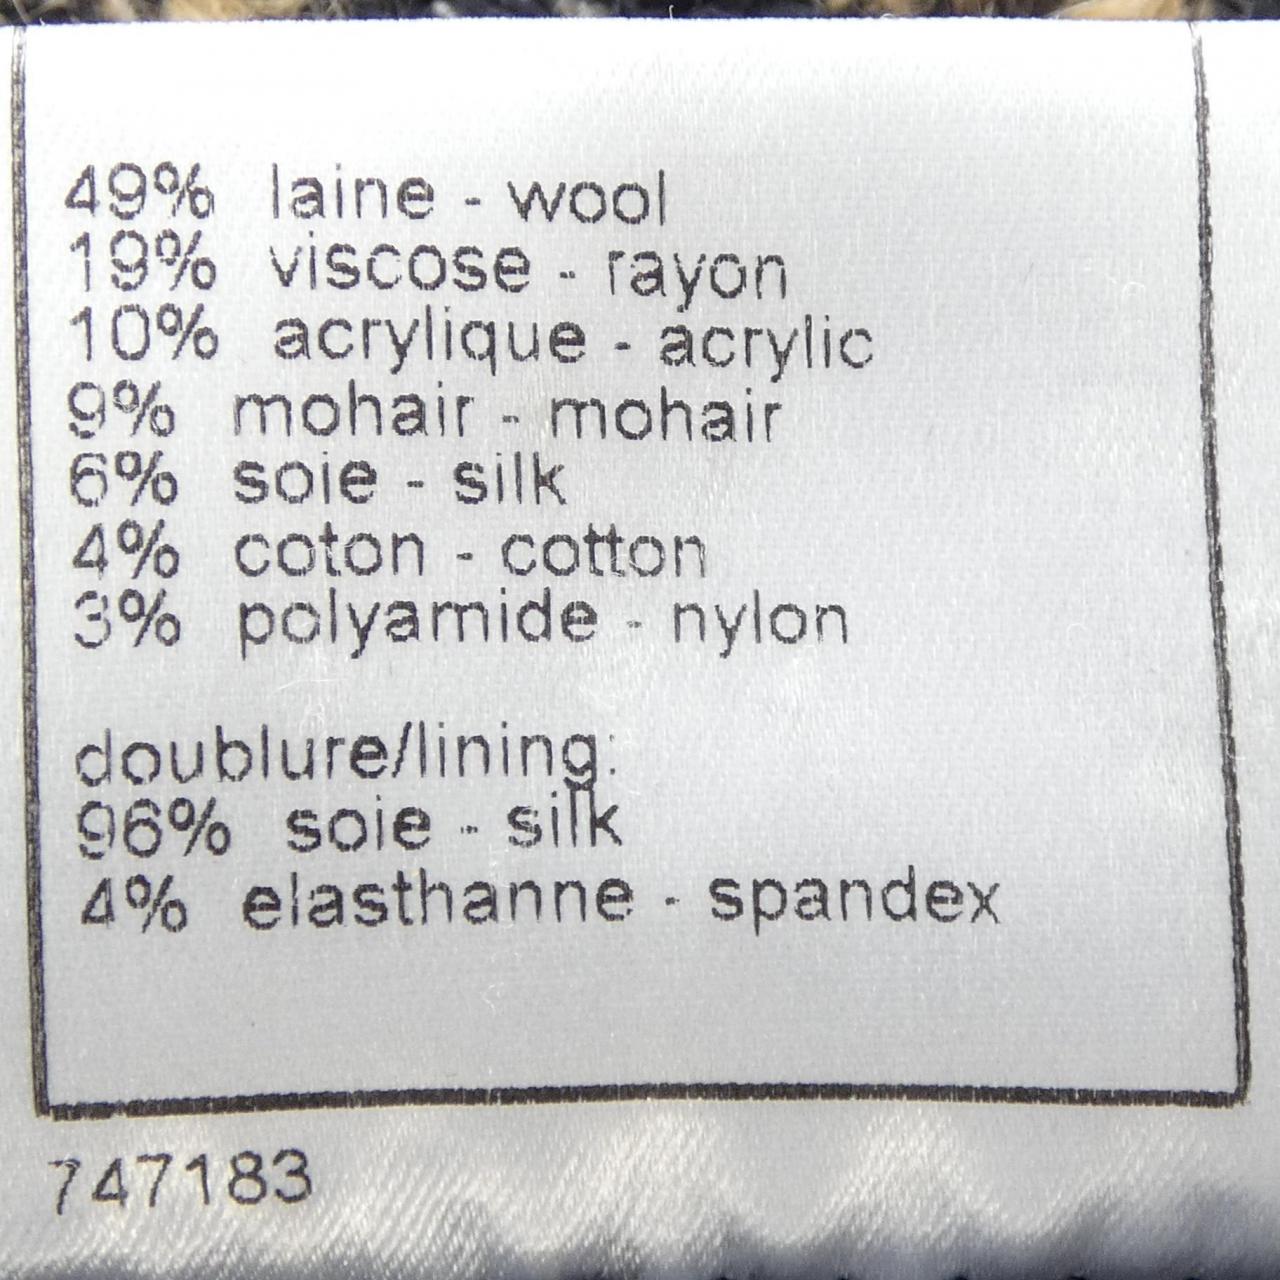 49% laine - wool
19% viscose - rayon
10% acrylique - acrylic
9% mohair - mohair
6% soie - silk
4% coton - cotton
3% polyamide - nylon
doublure/lining:
96% soie - silk
4% elasthanne - spandex
747183